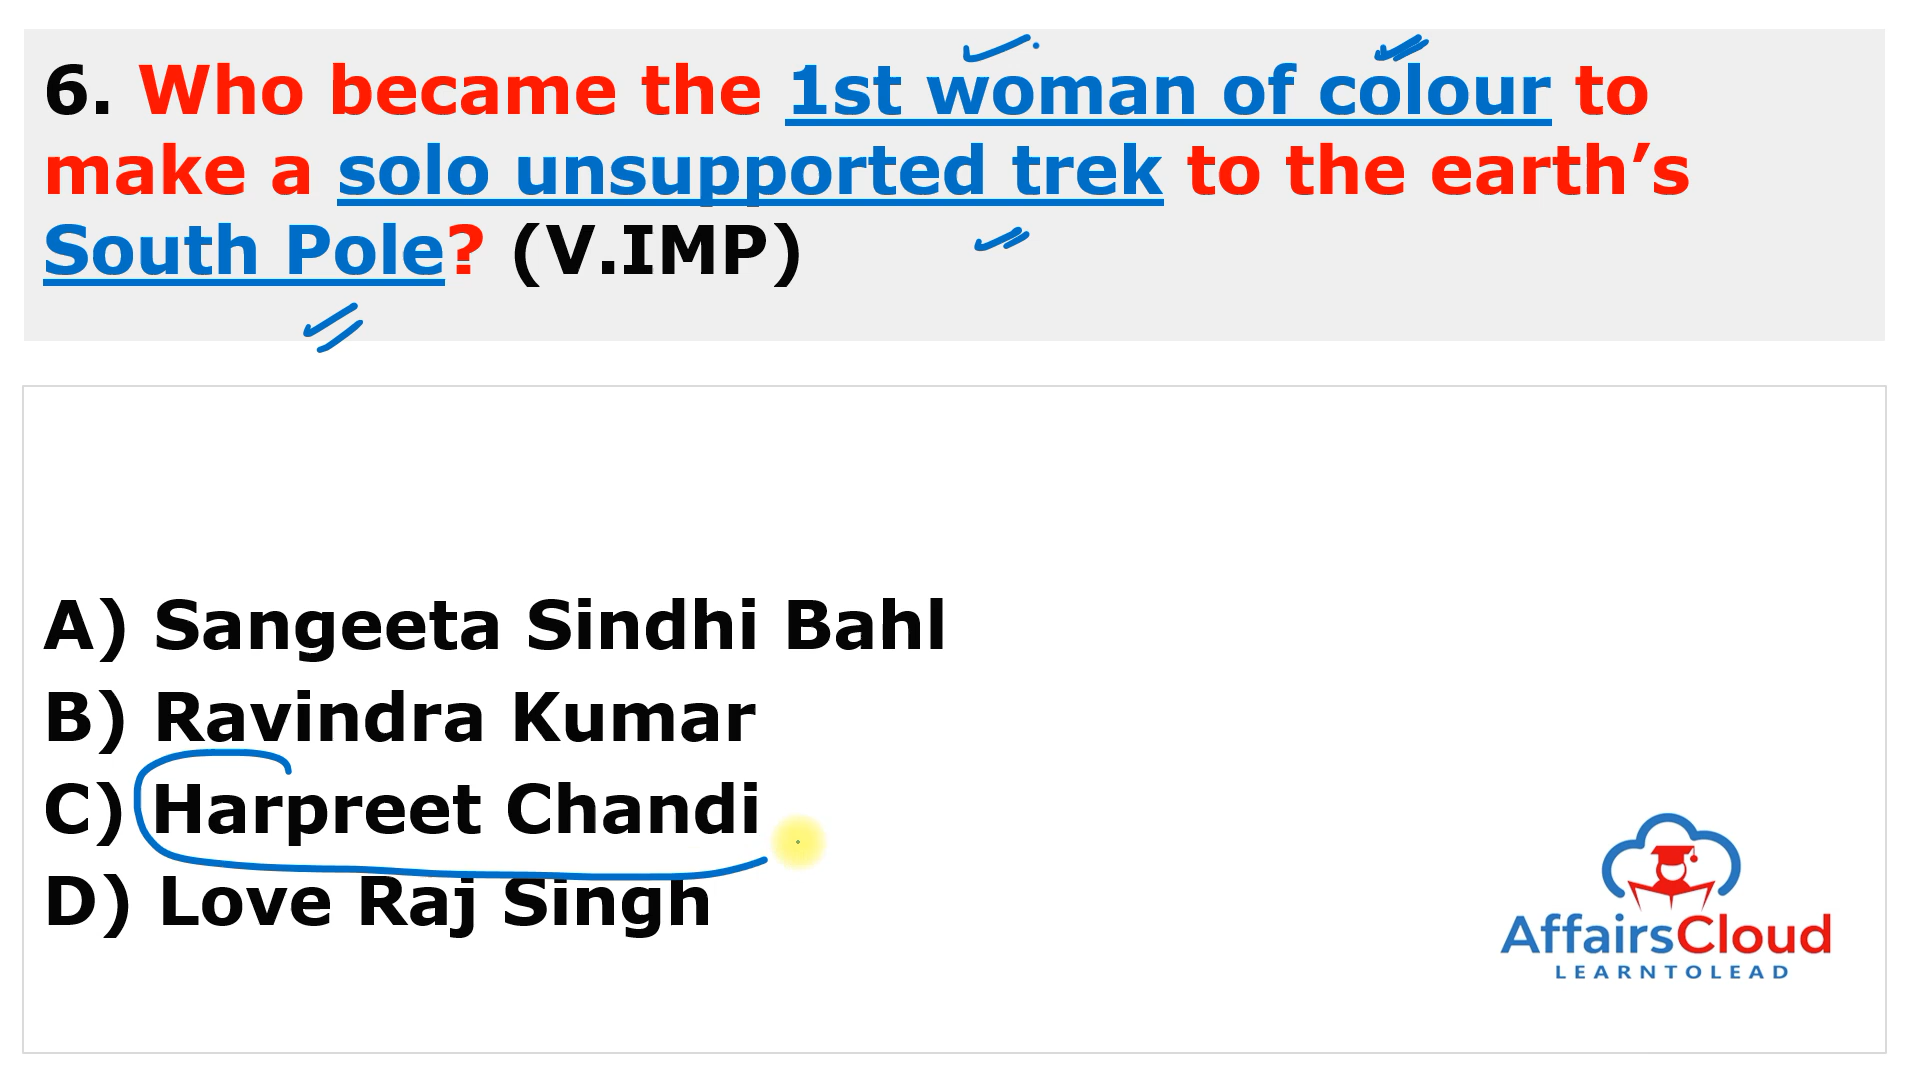 6. Who became the 1st woman of colour to
make a solo unsupported trek to the earth’s
South Pole? (V.IMP)
A) Sangeeta Sindhi Bahl
B) Ravindra Kumar
C) Harpreet Chandi
D) Love Raj Singh
AffairsCloud
LEARNTOLEAD